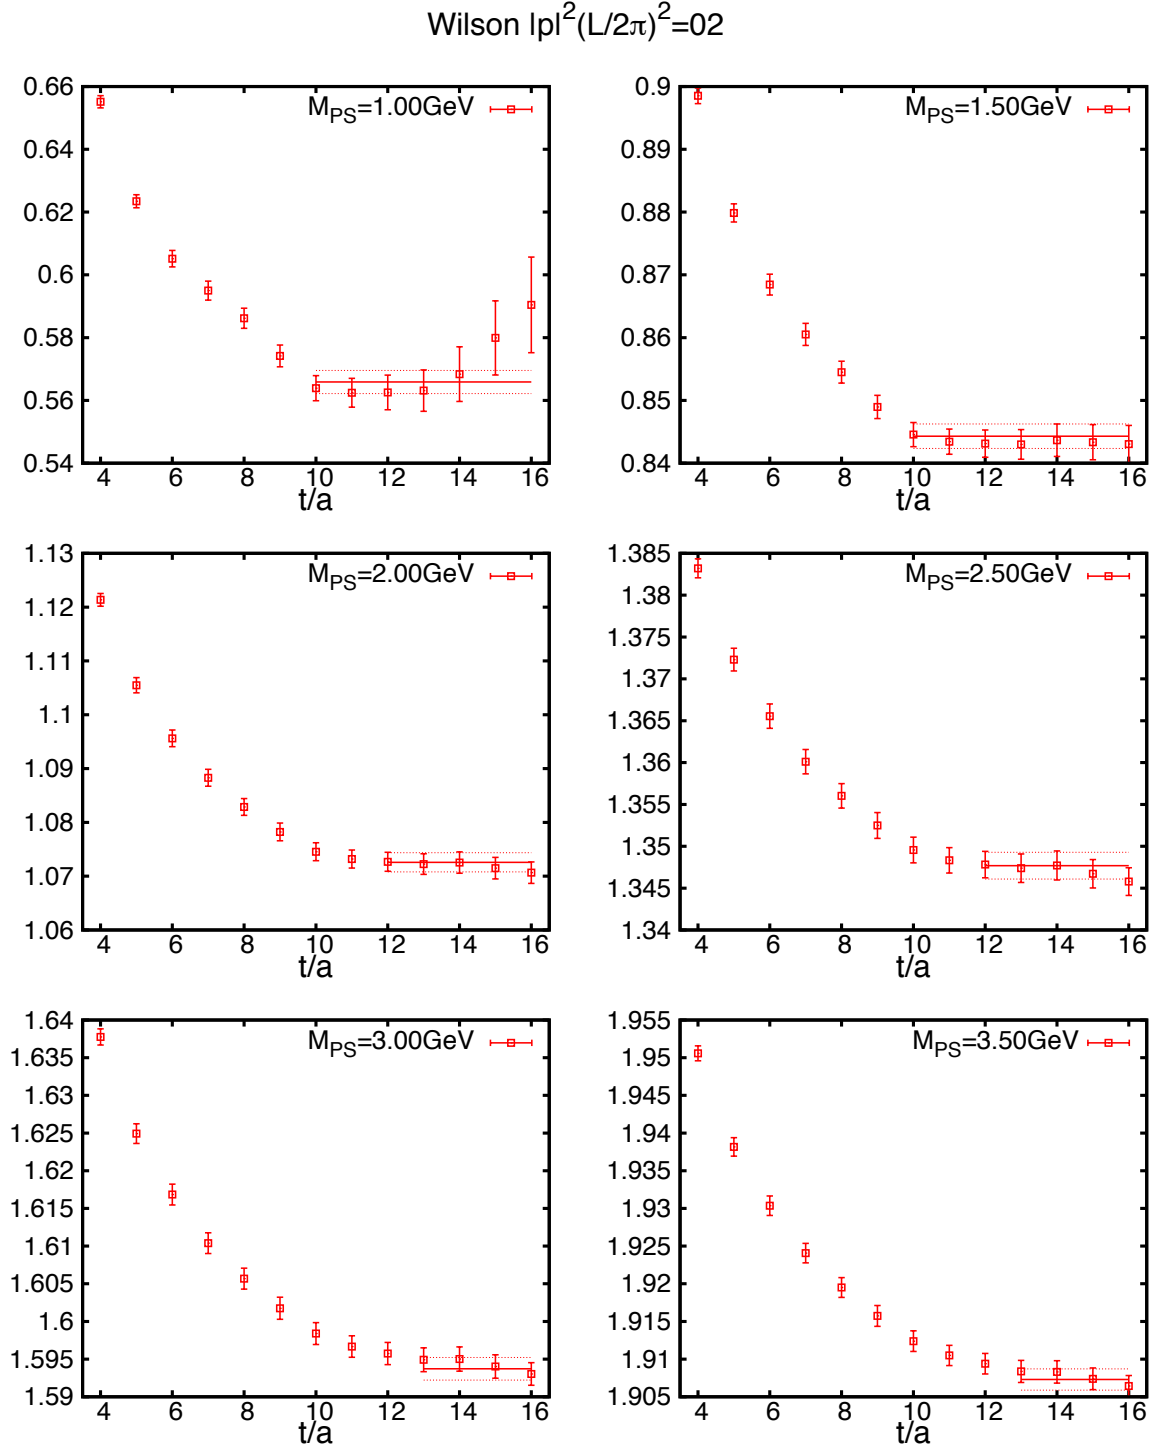 Wilson |p|²(L/2π)²=02
0.66
0.64
0.62
0.6
0.58
0.56
0.54
M_PS=1.00GeV
4 6 8 10 12 14 16
t/a
0.9
0.89
0.88
0.87
0.86
0.85
0.84
M_PS=1.50GeV
4 6 8 10 12 14 16
t/a
1.13
1.12
1.11
1.1
1.09
1.08
1.07
1.06
M_PS=2.00GeV
4 6 8 10 12 14 16
t/a
1.385
1.38
1.375
1.37
1.365
1.36
1.355
1.35
1.345
1.34
M_PS=2.50GeV
4 6 8 10 12 14 16
t/a
1.64
1.635
1.63
1.625
1.62
1.615
1.61
1.605
1.6
1.595
1.59
M_PS=3.00GeV
4 6 8 10 12 14 16
t/a
1.955
1.95
1.945
1.94
1.935
1.93
1.925
1.92
1.915
1.91
1.905
M_PS=3.50GeV
4 6 8 10 12 14 16
t/a